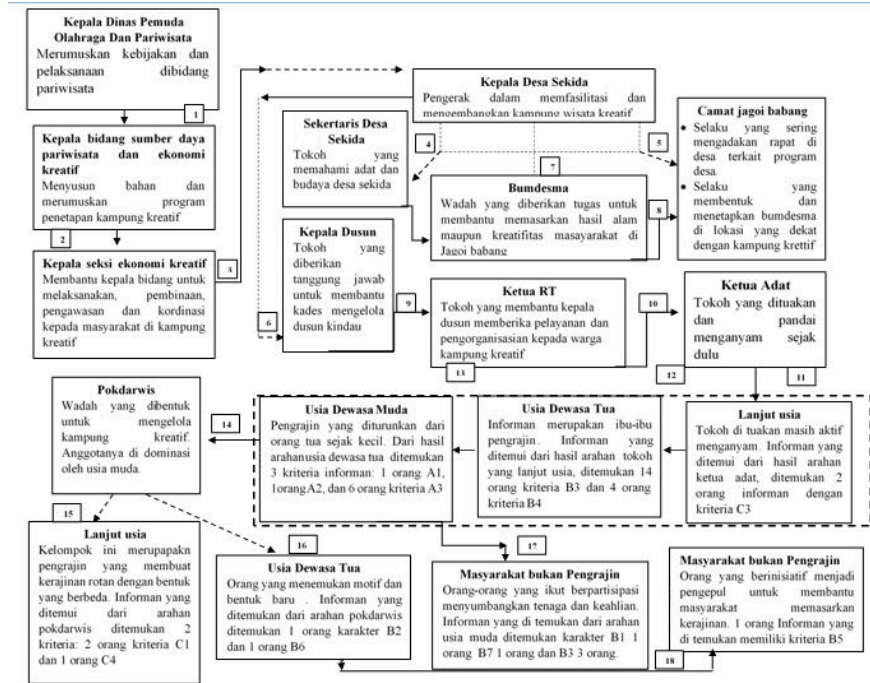 Kepala Dinas Pemuda
Olahraga Dan Pariwisata
Merumuskan kebijakan dan
pelaksanaan dibidang
pariwisata
1
Kepala bidang sumber daya
pariwisata dan ekonomi
kreatif
Menyusun bahan dan
merumuskan program
penetapan kampung kreatif
2
Kepala seksi ekonomi kreatif
Membantu kepala bidang untuk
melaksanakan, pembinaan,
pengawasan dan kordinasi
kepada masyarakat di kampung
kreatif
3
Kepala Desa Sekida
Pengerak dalam memfasilitasi dan
mengembangkan kampung wisata kreatif
4
5
6
7
Sekertaris Desa
Sekida
Tokoh yang
memahami adat dan
budaya desa sekida
Camat jagoi babang
• Selaku yang sering
mengadakan rapat di
desa terkait program
desa
• Selaku yang
membentuk dan
menetapkan bumdesma
di lokasi yang dekat
dengan kampung krettif
Bumdesma
Wadah yang diberikan tugas untuk
membantu memasarkan hasil alam
maupun kreatifitas masayarakat di
Jagoi babang
8
Kepala Dusun
Tokoh yang
diberikan
tanggung jawab
untuk membantu
kades mengelola
dusun kindau
9
Ketua RT
Tokoh yang membantu kepala
dusun memberika pelayanan dan
pengorganisasian kepada warga
kampung kreatif
10
13
Ketua Adat
Tokoh yang dituakan
dan pandai
menganyam sejak
dulu
12
11
Lanjut usia
Tokoh di tuakan masih aktif
menganyam. Informan yang
ditemui dari hasil arahan
ketua adat, ditemukan 2
orang informan dengan
kriteria C3
Usia Dewasa Tua
Informan merupakan ibu-ibu
pengrajin. Informan yang
ditemui dari hasil arahan tokoh
yang lanjut usia, ditemukan 14
orang kriteria B3 dan 4 orang
kriteria B4
Usia Dewasa Muda
Pengrajin yang diturunkan dari
orang tua sejak kecil. Dari hasil
arahan usia dewasa tua ditemukan
3 kriteria informan: 1 orang A1,
1orang A2, dan 6 orang kriteria A3
14
Pokdarwis
Wadah yang dibentuk
untuk mengelola
kampung kreatif.
Anggotanya di dominasi
oleh usia muda.
15
Lanjut usia
Kelompok ini merupapakn
pengrajin yang membuat
kerajinan rotan dengan bentuk
yang berbeda. Informan yang
ditemui dari arahan
pokdarwis ditemukan 2
kriteria: 2 orang kriteria C1
dan 1 orang C4
16
Usia Dewasa Tua
Orang yang menemukan motif dan
bentuk baru . Informan yang
ditemukan dari arahan pokdarwis
ditemukan 1 orang karakter B2
dan 1 orang B6
17
Masyarakat bukan Pengrajin
Orang-orang yang ikut berpartisipasi
menyumbangkan tenaga dan keahlian.
Informan yang di temukan dari arahan
usia muda ditemukan karakter B1 1
orang B7 1 orang dan B3 3 orang.
18
Masyarakat bukan Pengrajin
Orang yang berinisiatif menjadi
pengepul untuk membantu
masyarakat memasarkan
kerajinan. 1 orang Informan yang
di temukan memiliki kriteria B5